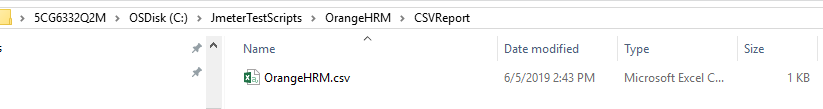 5CG6332Q2M > OSDisk (C:) > JmeterTestScripts > OrangeHRM > CSVReport
Name Date modified Type Size
OrangeHRM.csv 6/5/2019 2:43 PM Microsoft Excel C... 1 KB